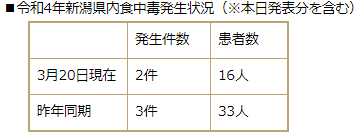 ■令和4年新潟県内食中毒発生状況（※本日発表分を含む）
発生件数 患者数
3月20日現在 2件 16人
昨年同期 3件 33人